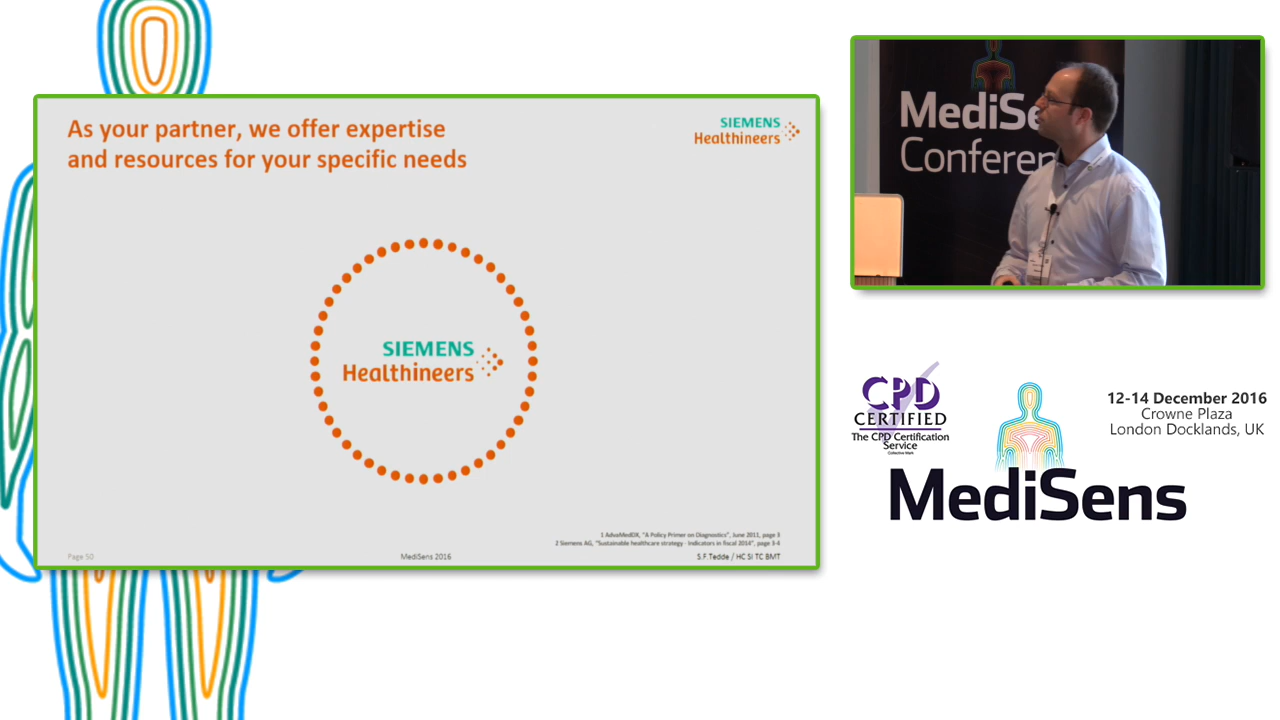 As your partner, we offer expertise
and resources for your specific needs
SIEMENS
Healthineers
SIEMENS
Healthineers
1 AdvaMedDX, "A Policy Primer on Diagnostics", June 2011, page 3
2 Siemens AG, "Sustainable healthcare strategy - Indicators in fiscal 2014", page 3-4
Page 50
MediSens 2016
S.F.Tedde / HC SI TC BMT
MediSe
Conferen
CPD
CERTIFIED
The CPD Certification
Service
Collective Mark
12-14 December 2016
Crowne Plaza
London Docklands, UK
MediSens